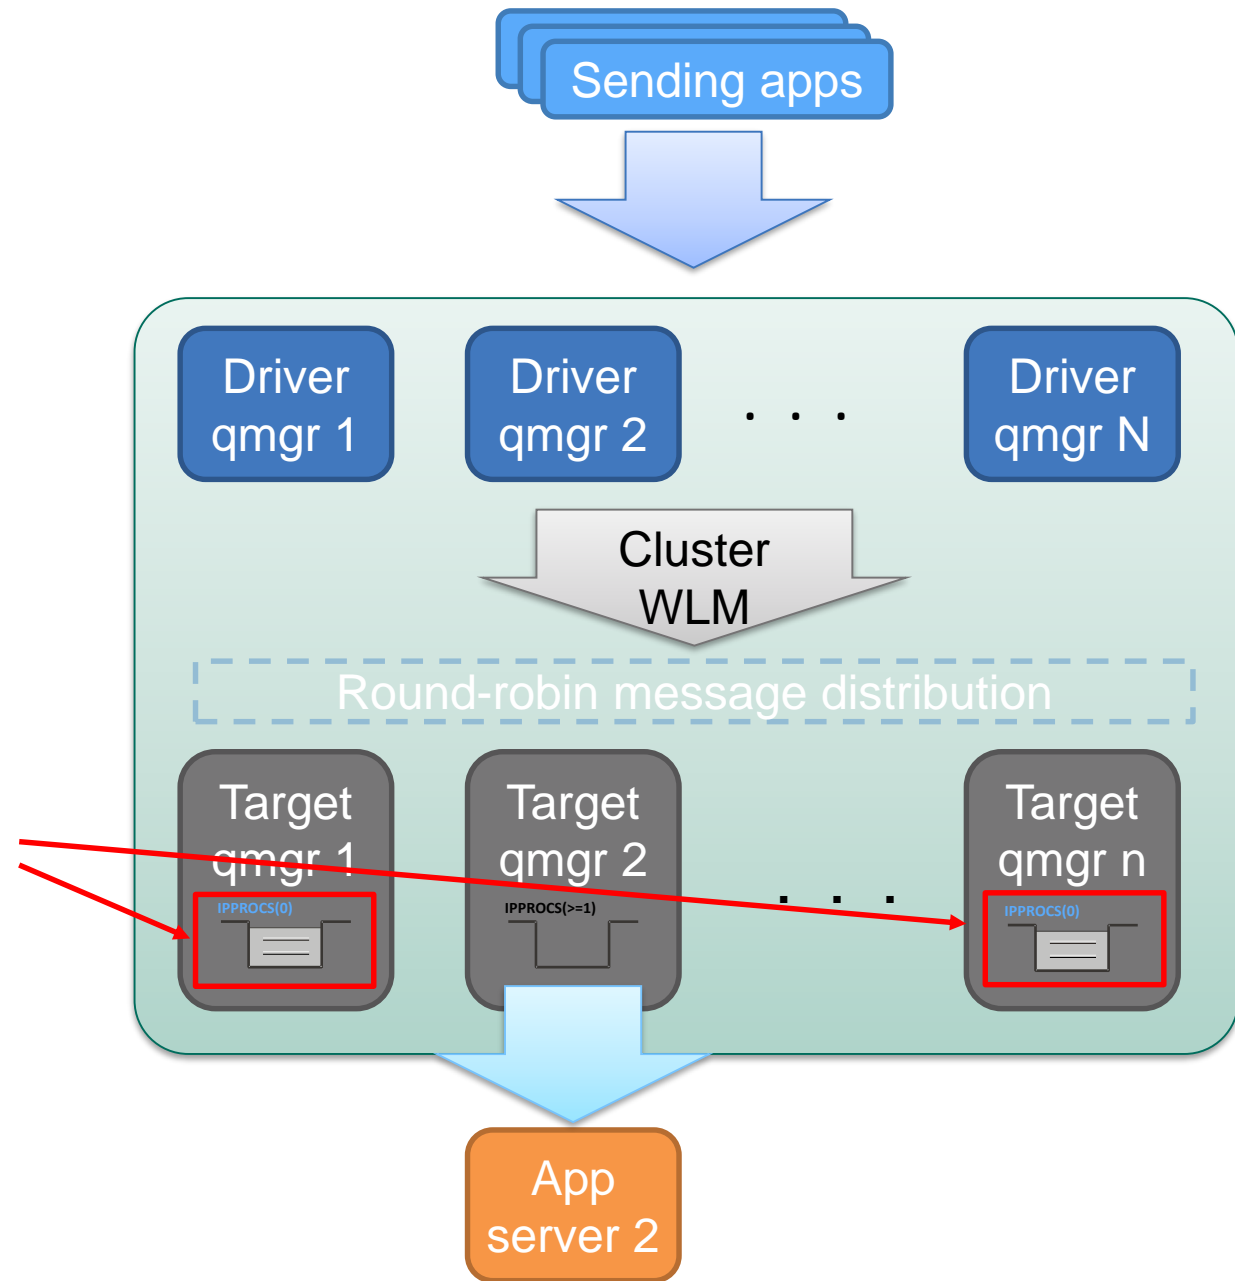 Sending apps
Driver
qmgr 1
Driver
qmgr 2
. . .
Driver
qmgr N
Cluster
WLM
Round-robin message distribution
Target
qmgr 1
IPPROCS(0)
Target
qmgr 2
IPPROCS(>=1)
. . .
Target
qmgr n
IPPROCS(0)
App
server 2